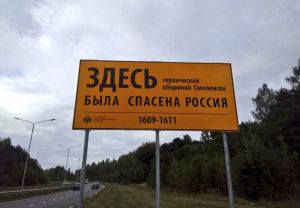 ЗДЕСЬ героической
обороной Смоленска
БЫЛА СПАСЕНА РОССИЯ
1609-1611